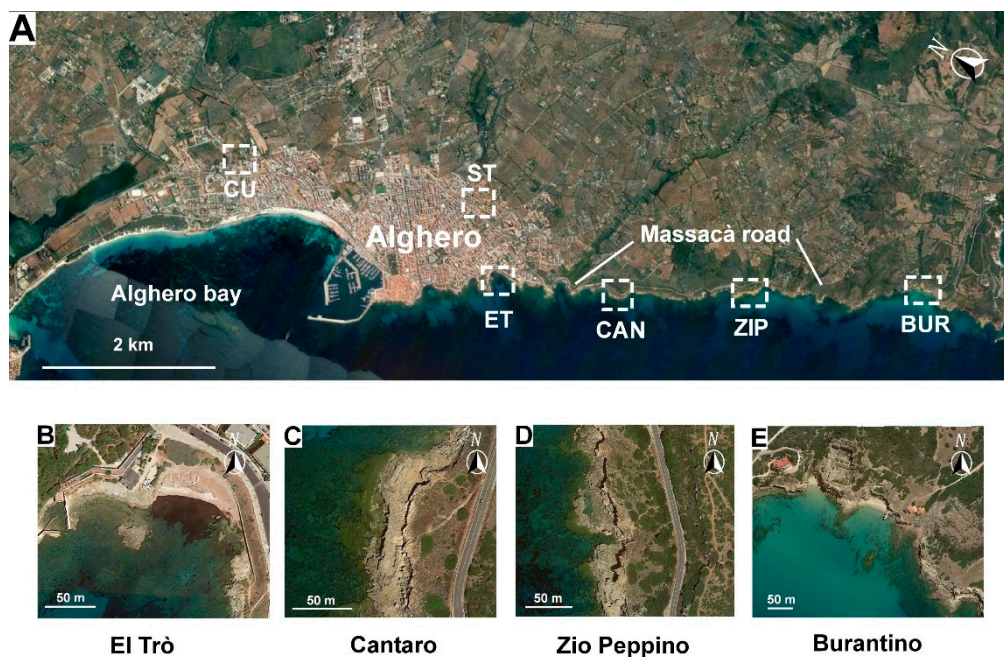 A
N
CU
ST
Alghero
Massacà road
Alghero bay
ET
CAN
ZIP
BUR
2 km
B
N
50 m
C
N
50 m
D
N
50 m
E
N
50 m
El Trò
Cantaro
Zio Peppino
Burantino